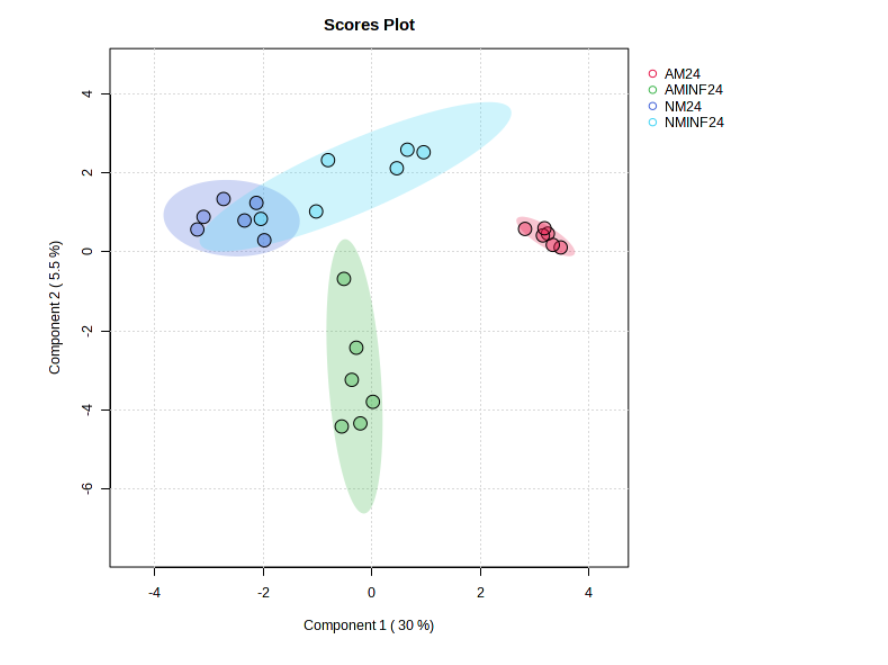 Scores Plot
AM24
AMINF24
NM24
NMINF24
4
2
0
-2
-4
-6
Component 2 ( 5.5 %)
-4
-2
0
2
4
Component 1 ( 30 %)